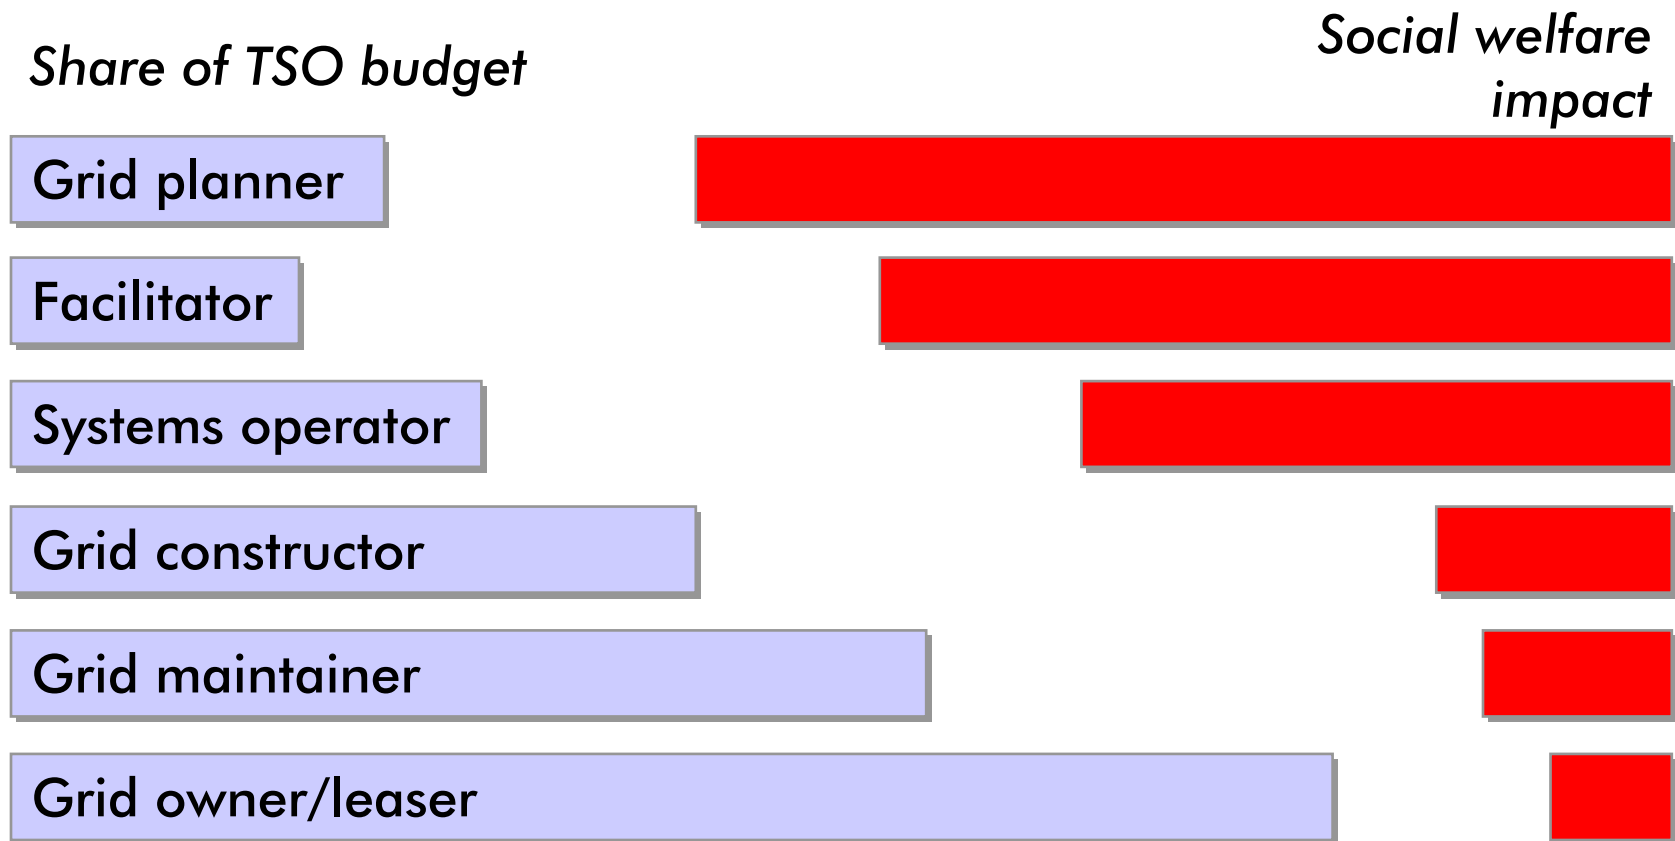 Share of TSO budget
Social welfare
impact
Grid planner
Facilitator
Systems operator
Grid constructor
Grid maintainer
Grid owner/leaser